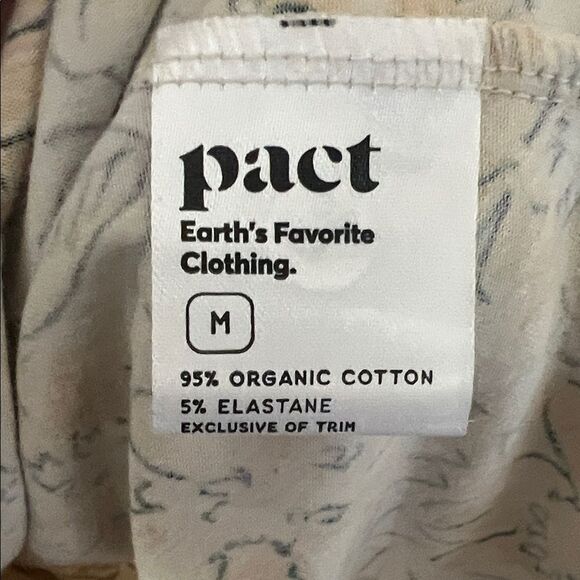 pact
Earth's Favorite
Clothing.
M
95% ORGANIC COTTON
5% ELASTANE
EXCLUSIVE OF TRIM